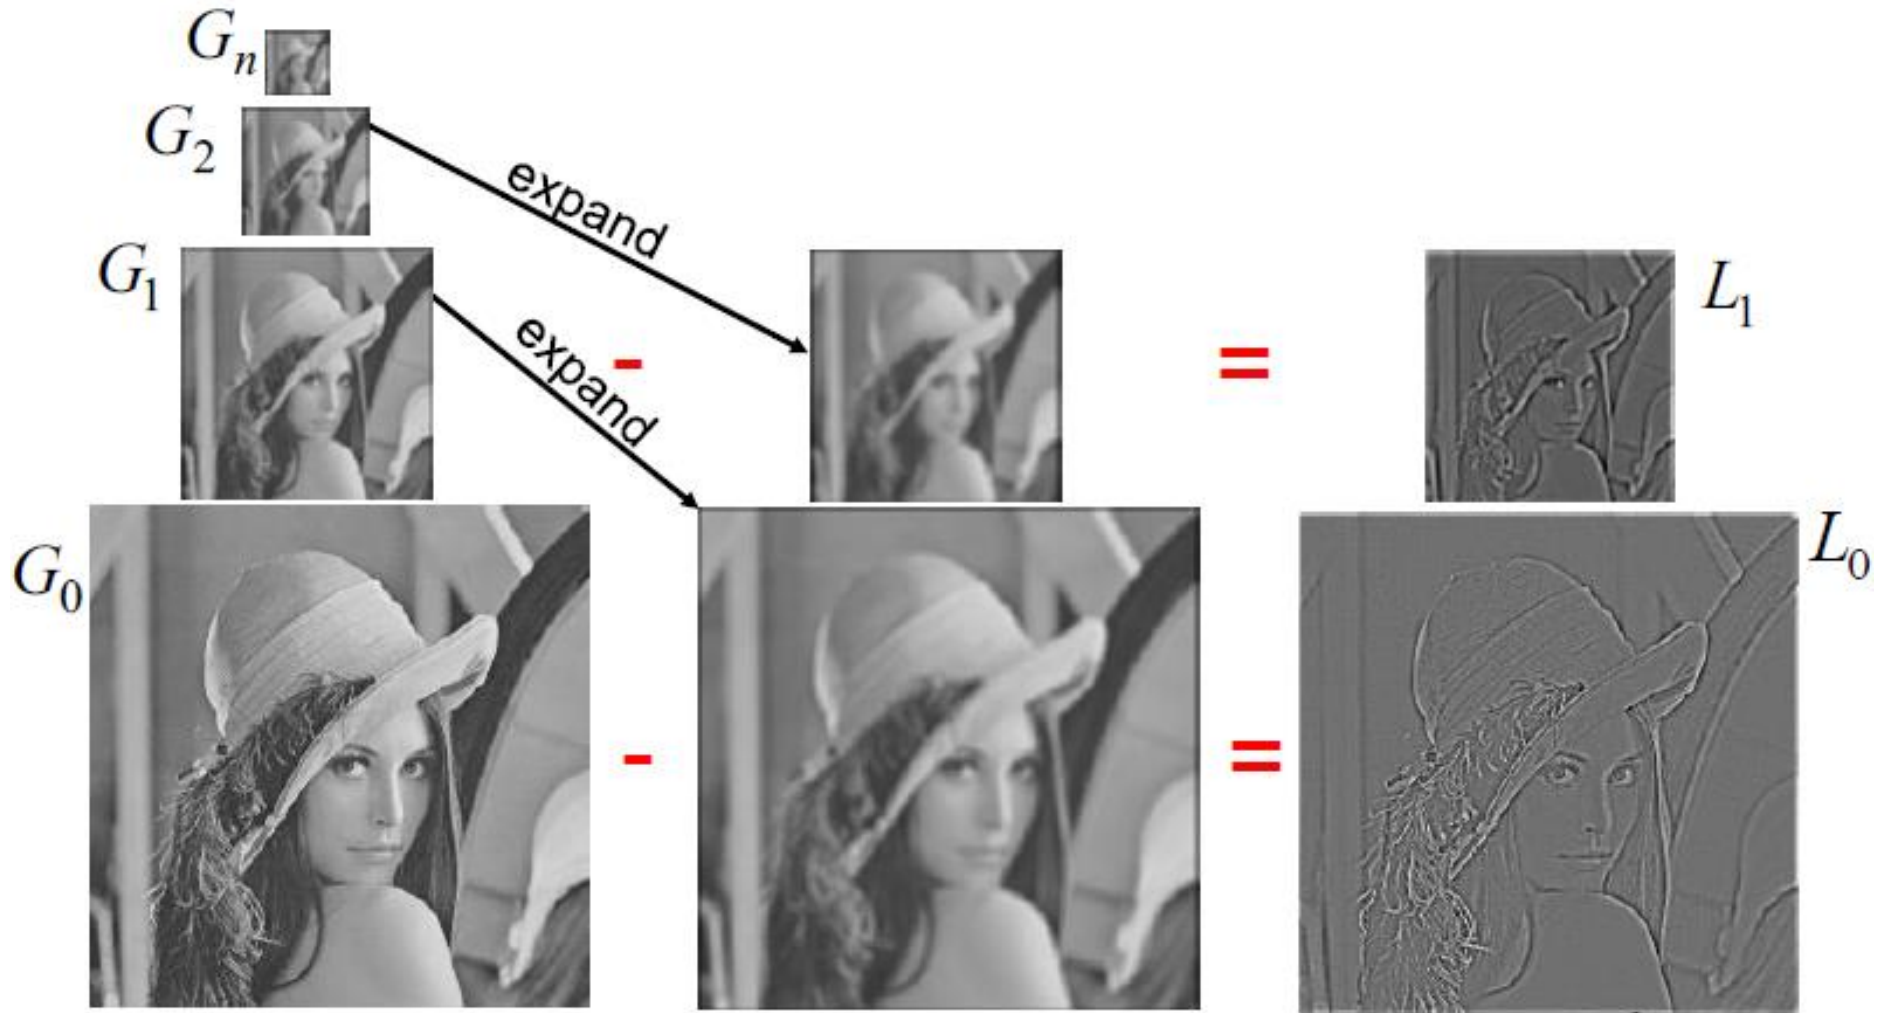 Gn
G2
expand
G1
L1
-
=
expand
G0
L0
-
=